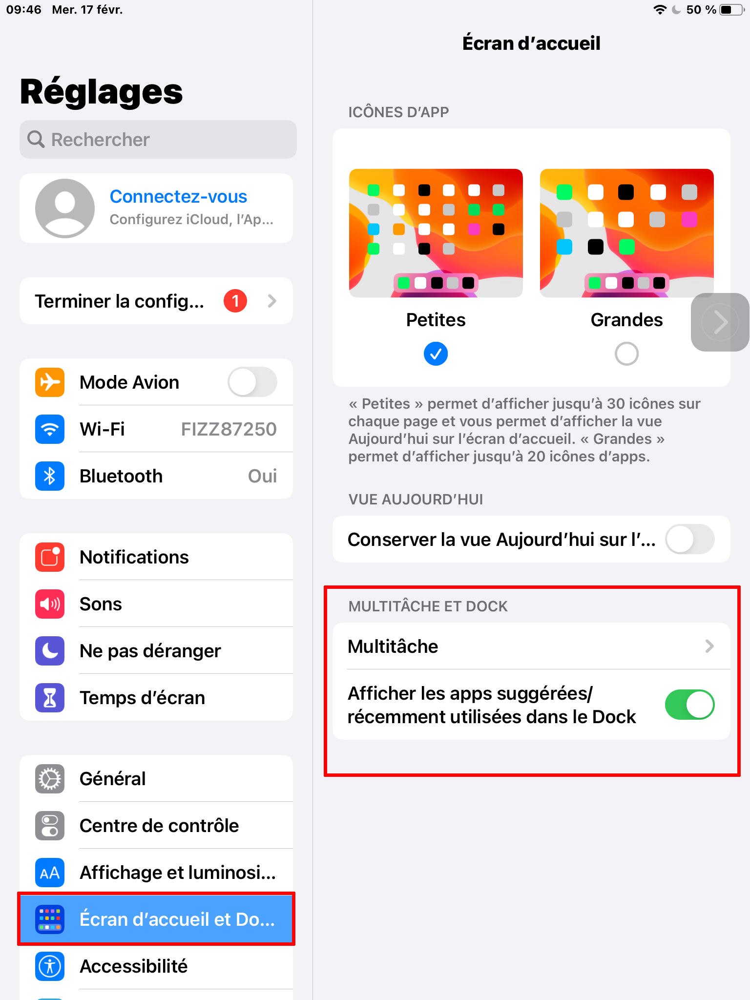 09:46 Mer. 17 févr.
50 %
Réglages
Rechercher
Connectez-vous
Configurez iCloud, l’Ap...
Terminer la config...
1
Mode Avion
Wi-Fi
FIZZ87250
Bluetooth
Oui
Notifications
Sons
Ne pas déranger
Temps d’écran
Général
Centre de contrôle
AA
Affichage et luminosi...
Écran d’accueil et Do...
Accessibilité
Écran d’accueil
ICÔNES D’APP
Petites
Grandes
« Petites » permet d’afficher jusqu’à 30 icônes sur
chaque page et vous permet d’afficher la vue
Aujourd’hui sur l’écran d’accueil. « Grandes »
permet d’afficher jusqu’à 20 icônes d’apps.
VUE AUJOURD’HUI
Conserver la vue Aujourd’hui sur l’...
MULTITÂCHE ET DOCK
Multitâche
Afficher les apps suggérées/
récemment utilisées dans le Dock